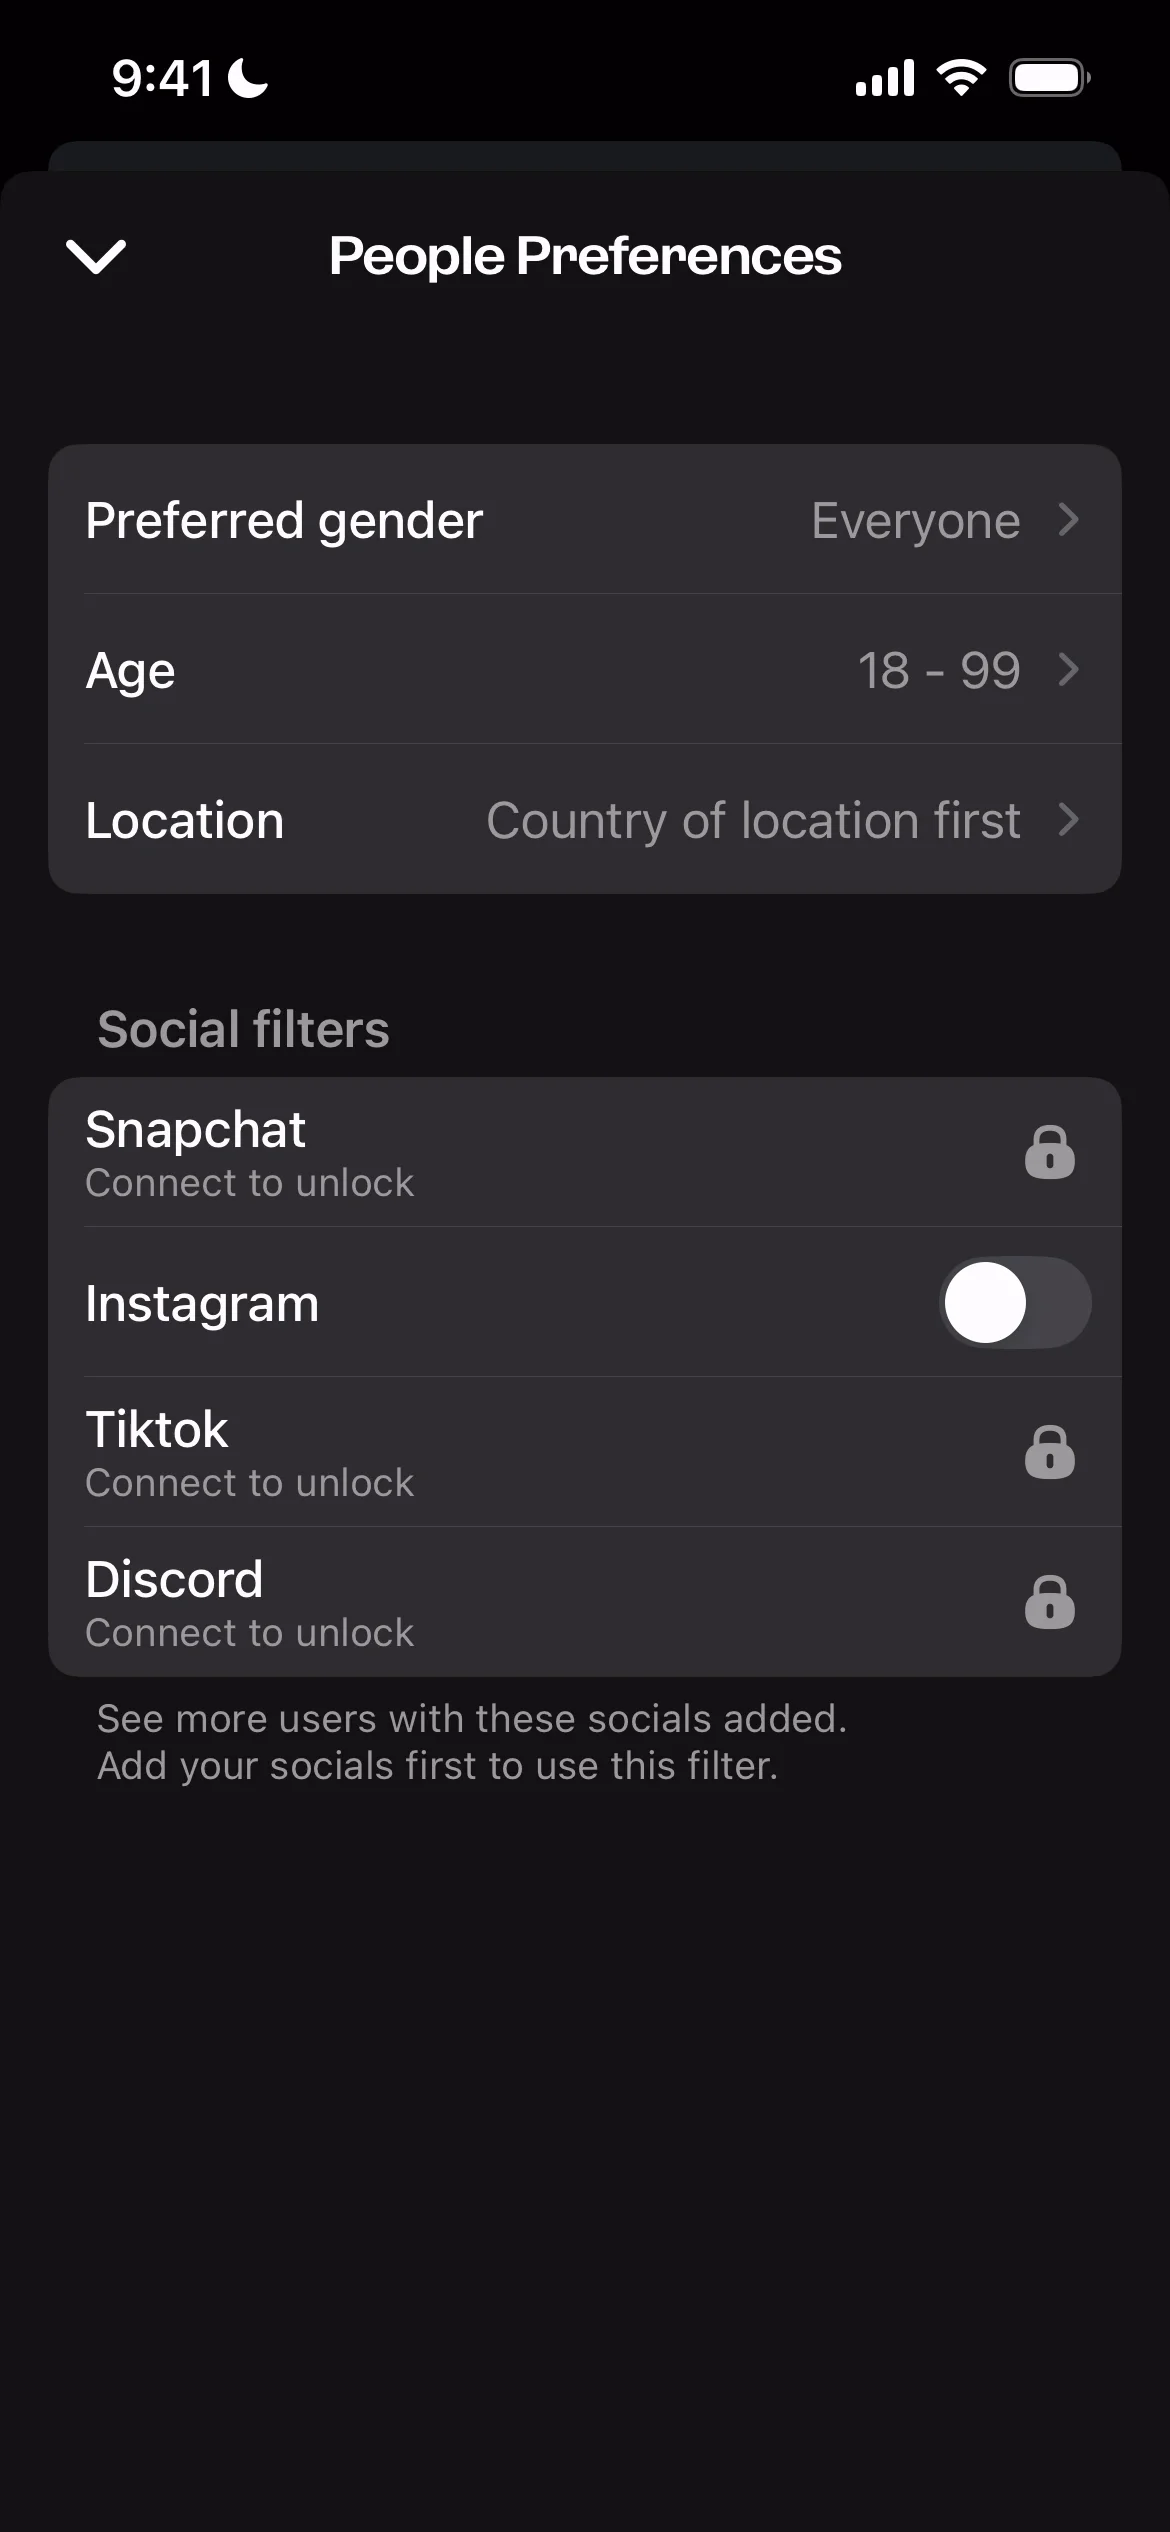 9:41
People Preferences
Preferred gender Everyone
Age 18 - 99
Location Country of location first
Social filters
Snapchat
Connect to unlock
Instagram
Tiktok
Connect to unlock
Discord
Connect to unlock
See more users with these socials added.
Add your socials first to use this filter.